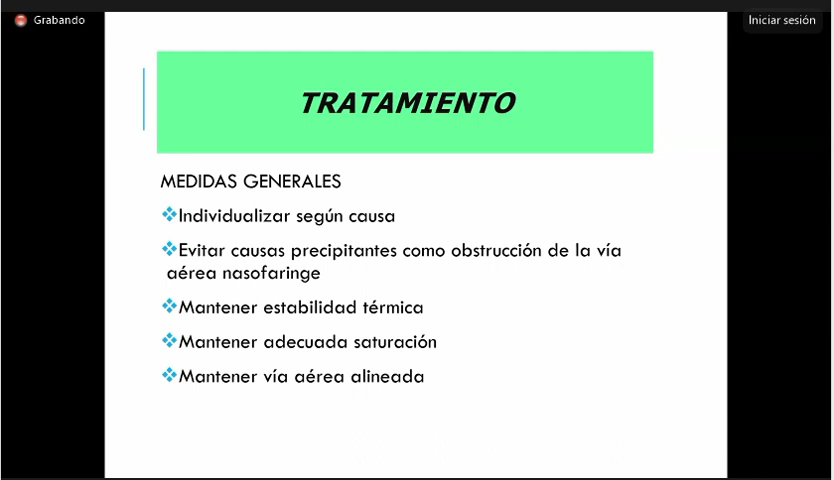 Grabando
Iniciar sesión
TRATAMIENTO
MEDIDAS GENERALES
❖Individualizar según causa
❖Evitar causas precipitantes como obstrucción de la vía
aérea nasofaringe
❖Mantener estabilidad térmica
❖Mantener adecuada saturación
❖Mantener vía aérea alineada